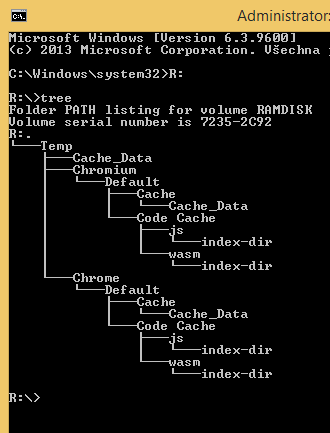 Administrator:
Microsoft Windows [Version 6.3.9600]
(c) 2013 Microsoft Corporation. Všechna
C:\Windows\system32>R:
R:\>tree
Folder PATH listing for volume RAMDISK
Volume serial number is 7235-2C92
R:.
└───Temp
    ├───Cache_Data
    ├───Chromium
    │   └───Default
    │       ├───Cache
    │       │   └───Cache_Data
    │       └───Code Cache
    │           ├───js
    │           │   └───index-dir
    │           └───wasm
    │               └───index-dir
    └───Chrome
        └───Default
            ├───Cache
            │   └───Cache_Data
            └───Code Cache
                ├───js
                │   └───index-dir
                └───wasm
                    └───index-dir
R:\>